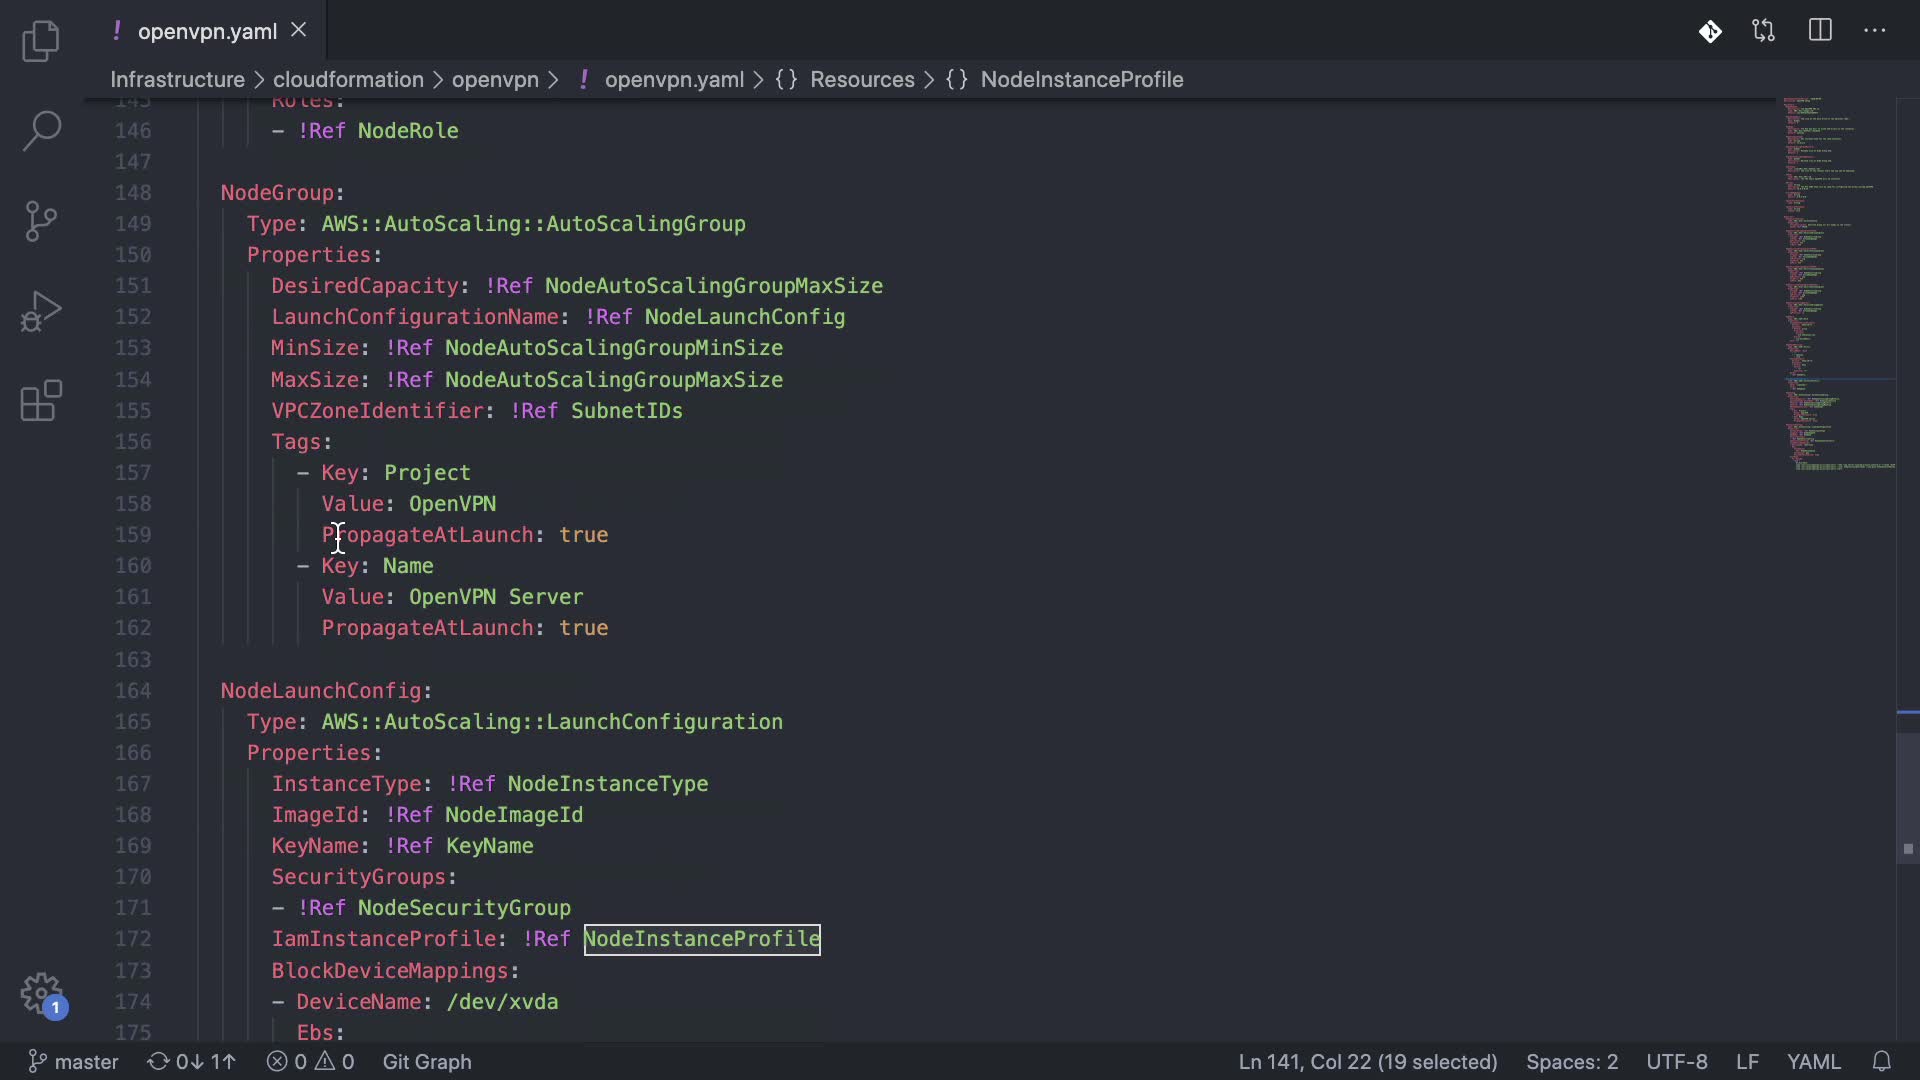 ! openvpn.yaml ×
Infrastructure > cloudformation > openvpn > ! openvpn.yaml > {} Resources > {} NodeInstanceProfile
145 Roles:
146 - !Ref NodeRole
147
148 NodeGroup:
149 Type: AWS::AutoScaling::AutoScalingGroup
150 Properties:
151 DesiredCapacity: !Ref NodeAutoScalingGroupMaxSize
152 LaunchConfigurationName: !Ref NodeLaunchConfig
153 MinSize: !Ref NodeAutoScalingGroupMinSize
154 MaxSize: !Ref NodeAutoScalingGroupMaxSize
155 VPCZoneIdentifier: !Ref SubnetIDs
156 Tags:
157 - Key: Project
158 Value: OpenVPN
159 PropagateAtLaunch: true
160 - Key: Name
161 Value: OpenVPN Server
162 PropagateAtLaunch: true
163
164 NodeLaunchConfig:
165 Type: AWS::AutoScaling::LaunchConfiguration
166 Properties:
167 InstanceType: !Ref NodeInstanceType
168 ImageId: !Ref NodeImageId
169 KeyName: !Ref KeyName
170 SecurityGroups:
171 - !Ref NodeSecurityGroup
172 IamInstanceProfile: !Ref NodeInstanceProfile
173 BlockDeviceMappings:
174 - DeviceName: /dev/xvda
175 Ebs:
1
master 0↓ 1↑ 0 0 Git Graph Ln 141, Col 22 (19 selected) Spaces: 2 UTF-8 LF YAML